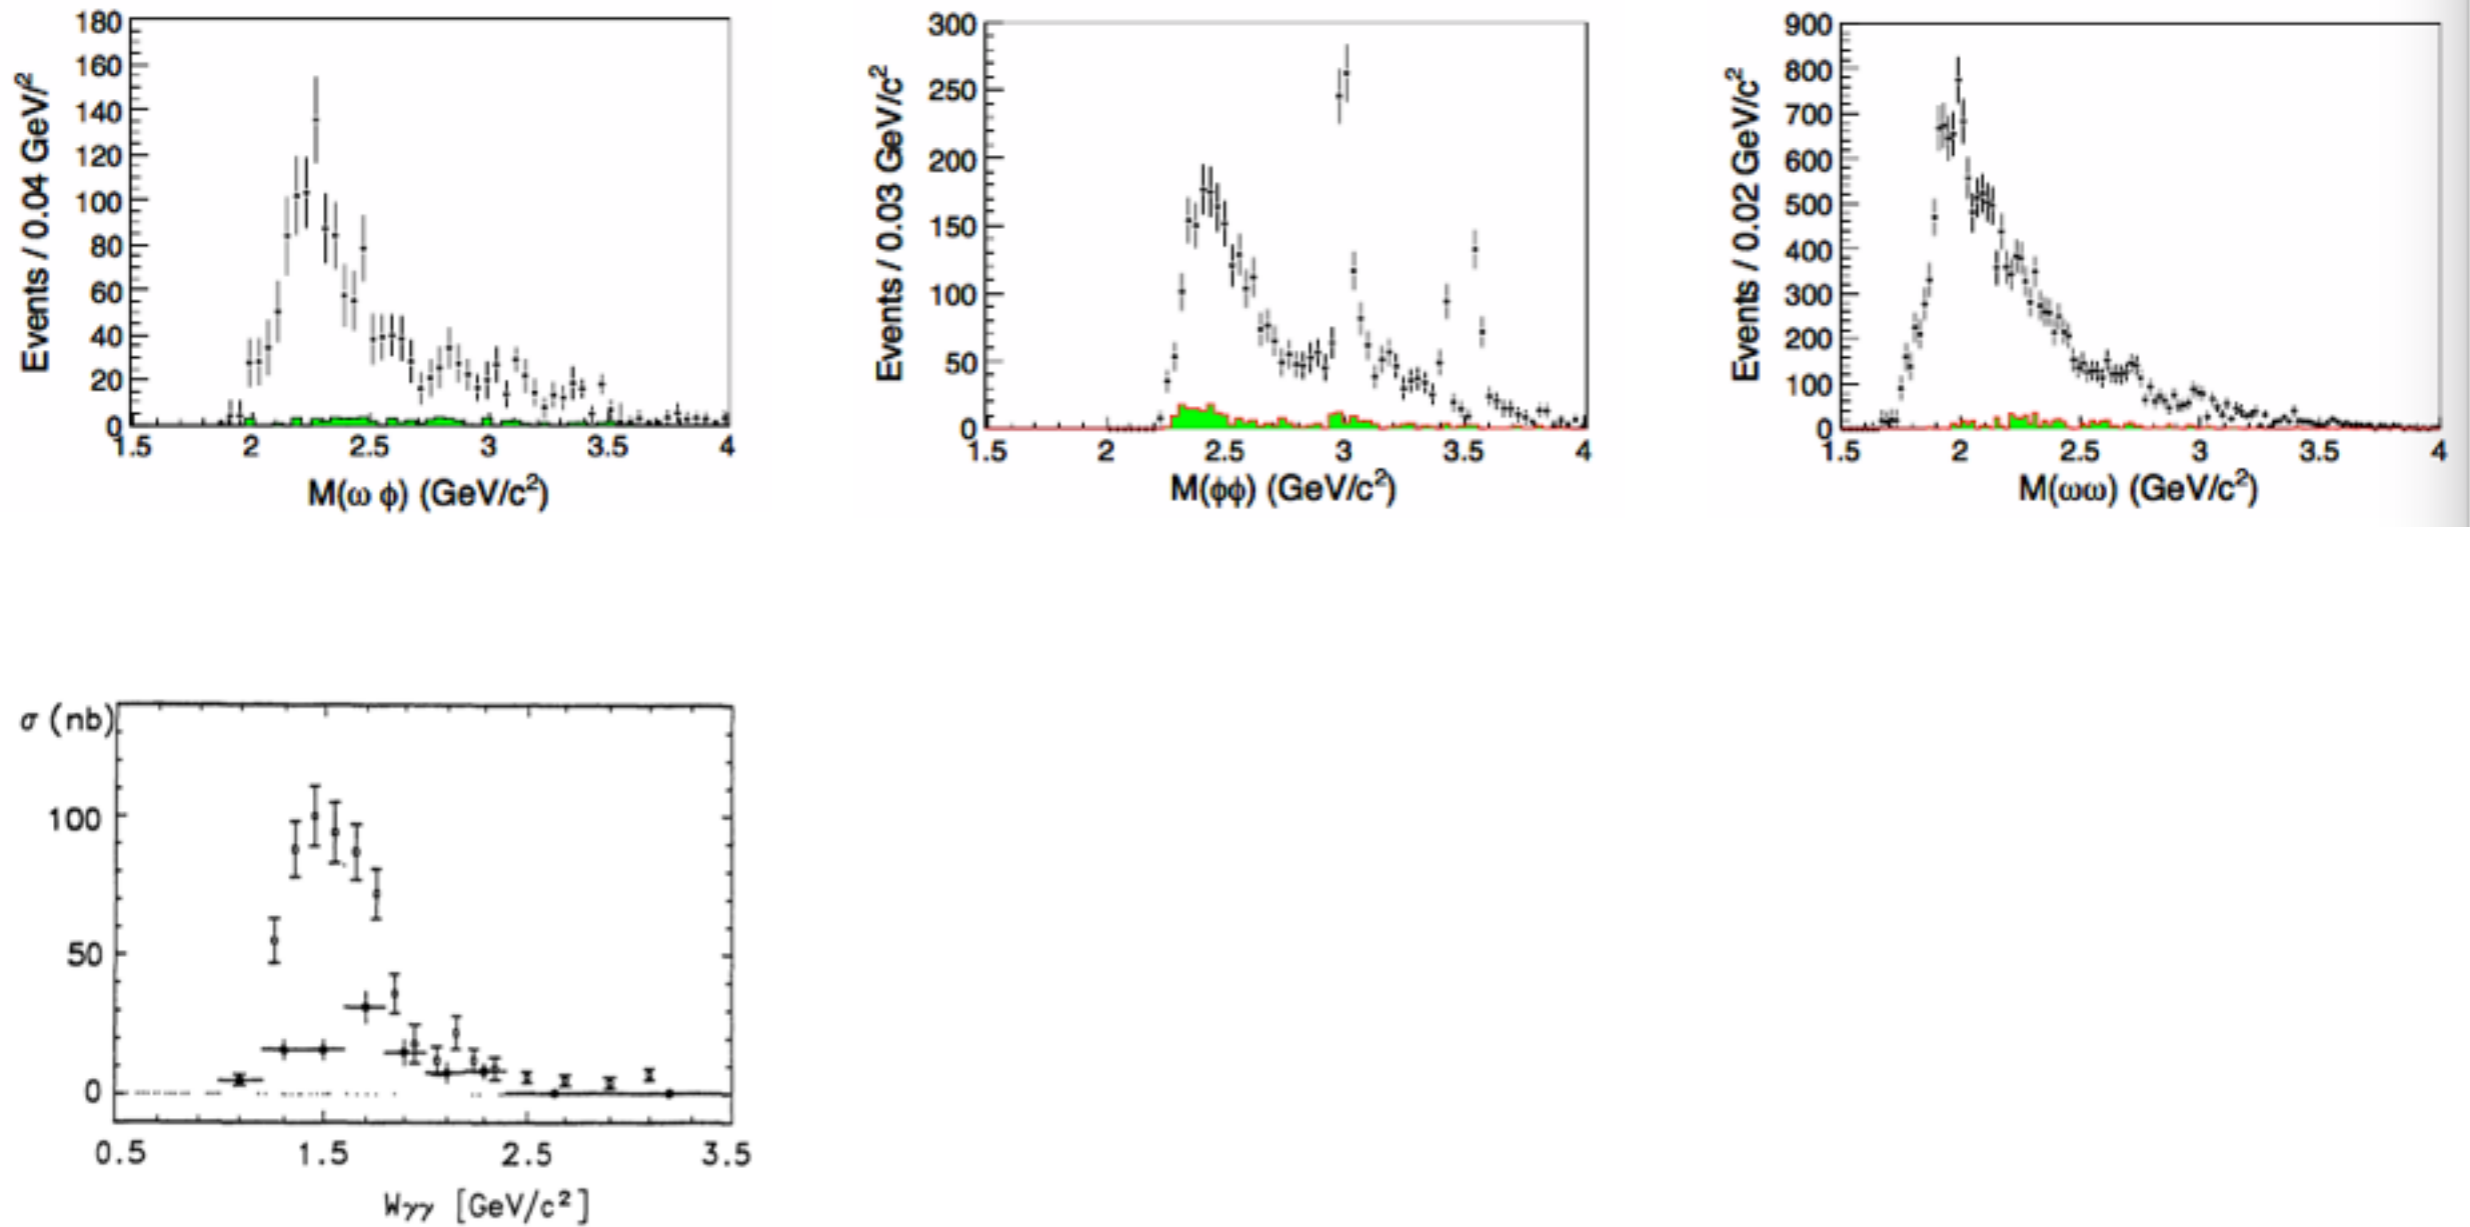 Events / 0.04 GeV/²
180
160
140
120
100
80
60
40
20
0
1.5 2 2.5 3 3.5 4
M(ω ϕ) (GeV/c²)
Events / 0.03 GeV/c²
300
250
200
150
100
50
0
1.5 2 2.5 3 3.5 4
M(ϕϕ) (GeV/c²)
Events / 0.02 GeV/c²
900
800
700
600
500
400
300
200
100
0
1.5 2 2.5 3 3.5 4
M(ωω) (GeV/c²)
σ (nb)
100
50
0
0.5 1.5 2.5 3.5
Wγγ [GeV/c²]